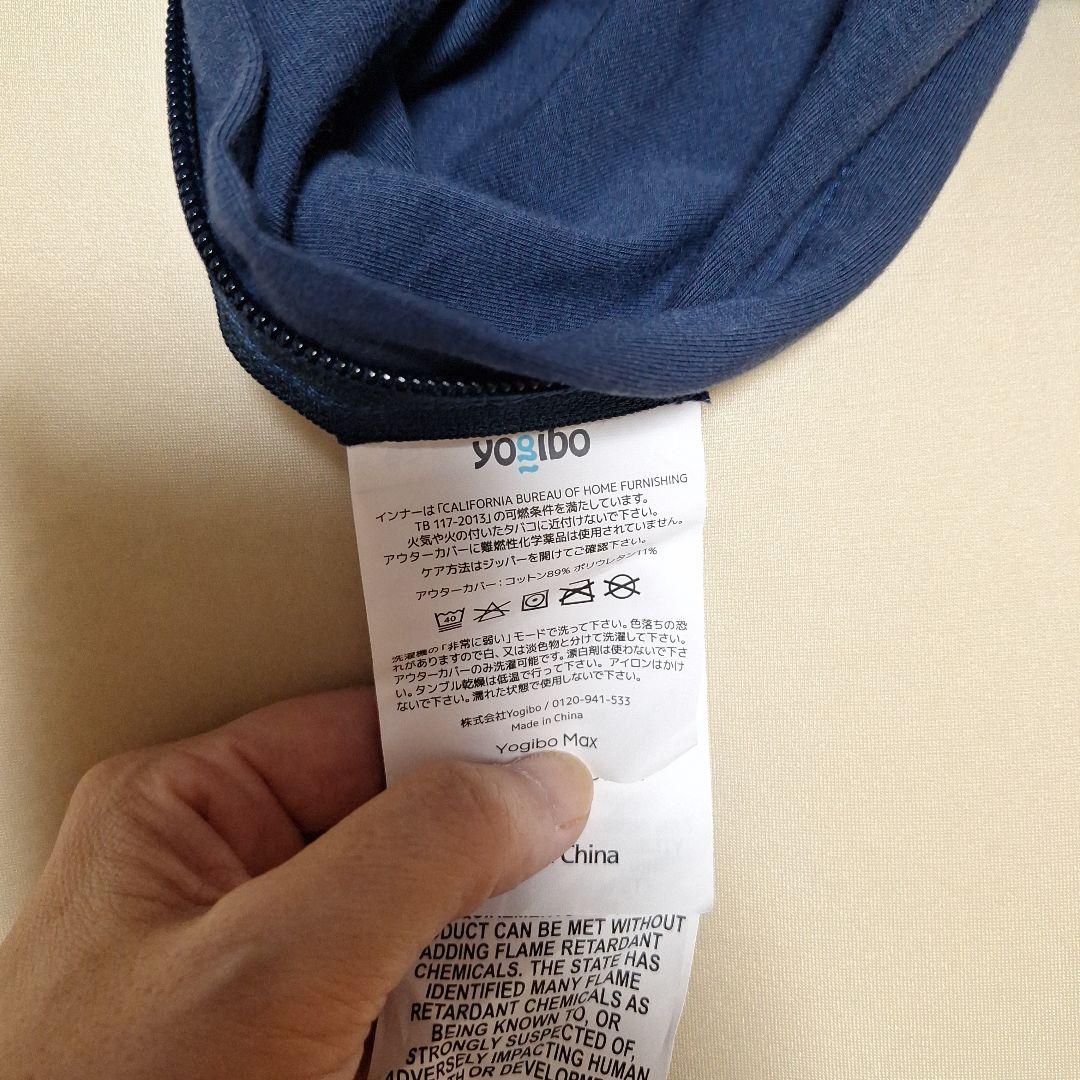 yogibo
インナーは「CALIFORNIA BUREAU OF HOME FURNISHING
TB 117-2013」の可燃条件を満たしています。
火気や火の付いたタバコに近付けないで下さい。
アウターカバーに難燃性化学薬品は使用されていません。
ケア方法はジッパーを開けてご確認下さい。
アウターカバー：コットン89% ポリウレタン11%
40
洗濯機の「非常に弱い」モードで洗って下さい。色落ちの恐
れがありますので白、又は淡色物と分けて洗濯して下さい。
アウターカバーのみ洗濯可能です。漂白剤は使わないで下さ
い。タンブル乾燥は低温で行って下さい。アイロンはかけ
ないで下さい。濡れた状態で使用しないで下さい。
株式会社Yogibo / 0120-941-533
Made in China
Yogibo Max
China
PRODUCT CAN BE MET WITHOUT
ADDING FLAME RETARDANT
CHEMICALS. THE STATE HAS
IDENTIFIED MANY FLAME
RETARDANT CHEMICALS AS
BEING KNOWN TO, OR
STRONGLY SUSPECTED OF,
ADVERSELY IMPACTING HUMAN
OR DEVELOPM